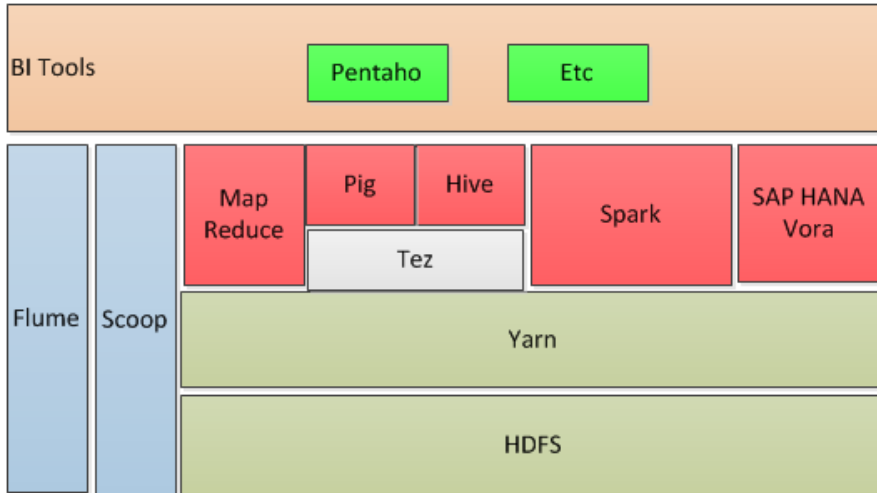 BI Tools
Pentaho
Etc
Map
Reduce
Pig
Hive
Spark
SAP HANA
Vora
Tez
Flume
Scoop
Yarn
HDFS